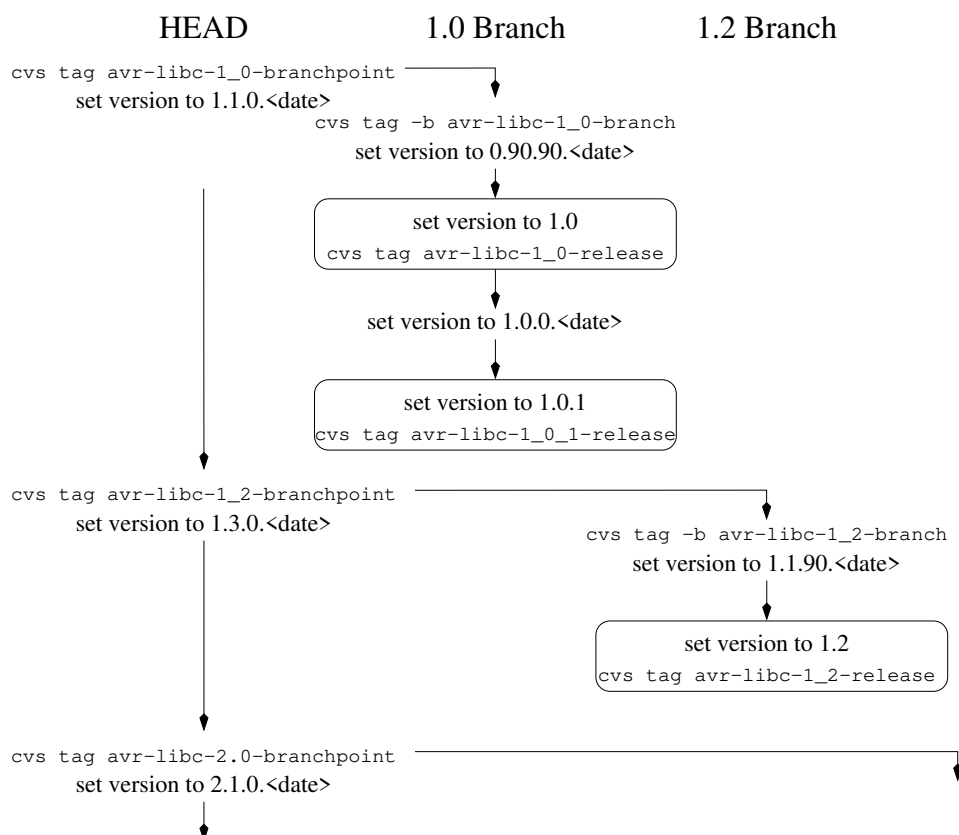 HEAD
1.0 Branch
1.2 Branch
cvs tag avr-libc-1_0-branchpoint
set version to 1.1.0.<date>
cvs tag -b avr-libc-1_0-branch
set version to 0.90.90.<date>
set version to 1.0
cvs tag avr-libc-1_0-release
set version to 1.0.0.<date>
set version to 1.0.1
cvs tag avr-libc-1_0_1-release
cvs tag avr-libc-1_2-branchpoint
set version to 1.3.0.<date>
cvs tag -b avr-libc-1_2-branch
set version to 1.1.90.<date>
set version to 1.2
cvs tag avr-libc-1_2-release
cvs tag avr-libc-2.0-branchpoint
set version to 2.1.0.<date>